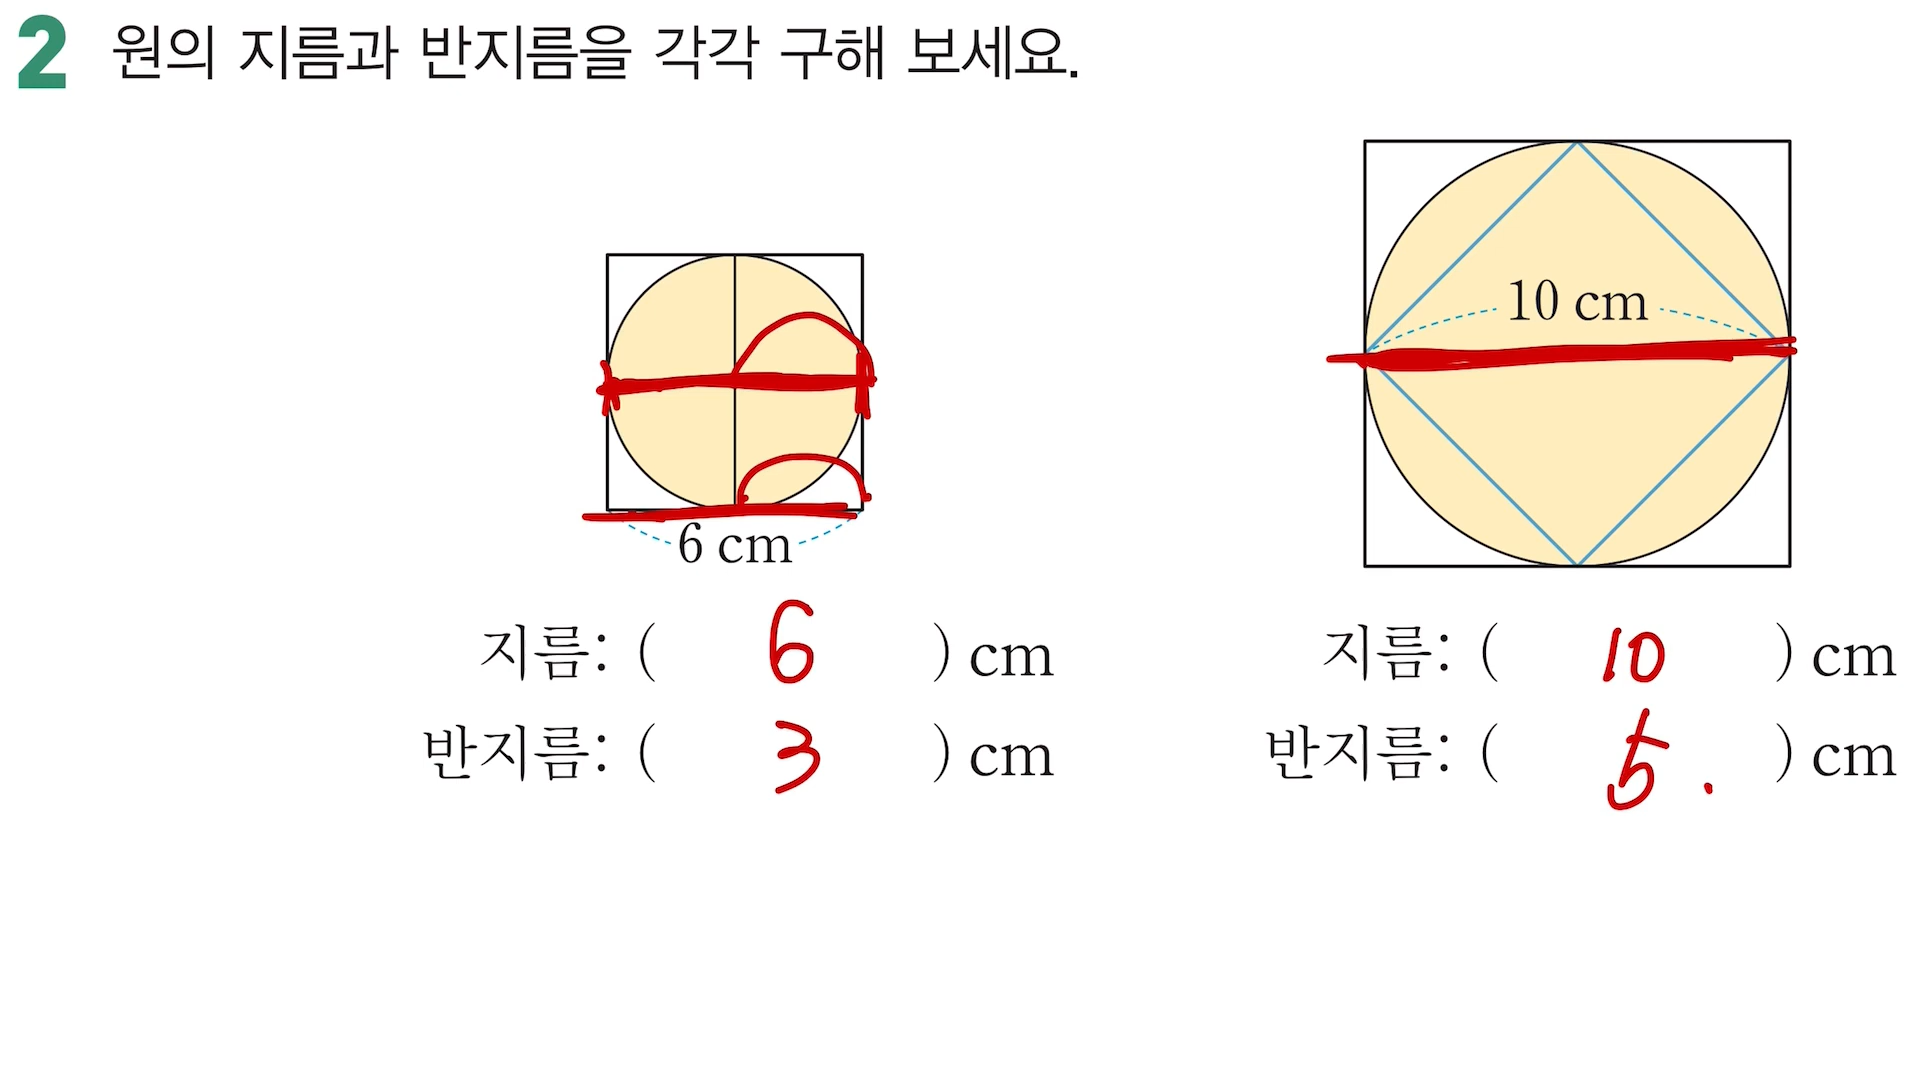 2 원의 지름과 반지름을 각각 구해 보세요.
6 cm
지름: ( 6 ) cm
반지름: ( 3 ) cm
10 cm
지름: ( 10 ) cm
반지름: ( 5. ) cm